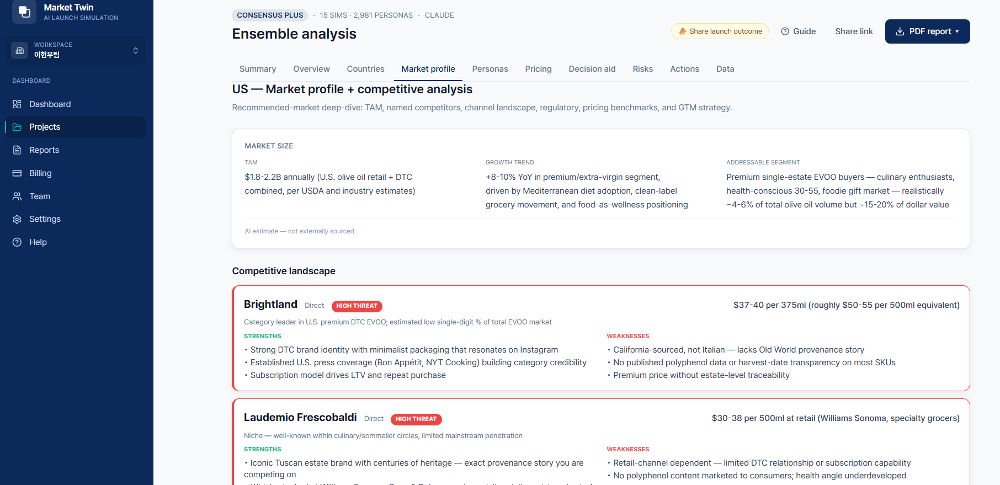 Market Twin
AI LAUNCH SIMULATION
WORKSPACE
이현우팀
DASHBOARD
Dashboard
Projects
Reports
Billing
Team
Settings
Help
CONSENSUS PLUS · 15 SIMS · 2,981 PERSONAS · CLAUDE
Ensemble analysis
Share launch outcome
Guide
Share link
PDF report
Summary Overview Countries Market profile Personas Pricing Decision aid Risks Actions Data
US — Market profile + competitive analysis
Recommended-market deep-dive: TAM, named competitors, channel landscape, regulatory, pricing benchmarks, and GTM strategy.
MARKET SIZE
TAM
$1.8-2.2B annually (U.S. olive oil retail + DTC
combined, per USDA and industry estimates)
GROWTH TREND
+8-10% YoY in premium/extra-virgin segment,
driven by Mediterranean diet adoption, clean-label
grocery movement, and food-as-wellness positioning
ADDRESSABLE SEGMENT
Premium single-estate EVOO buyers — culinary enthusiasts,
health-conscious 30-55, foodie gift market — realistically
~4-6% of total olive oil volume but ~15-20% of dollar value
AI estimate — not externally sourced
Competitive landscape
Brightland Direct HIGH THREAT
$37-40 per 375ml (roughly $50-55 per 500ml equivalent)
Category leader in U.S. premium DTC EVOO; estimated low single-digit % of total EVOO market
STRENGTHS
• Strong DTC brand identity with minimalist packaging that resonates on Instagram
• Established U.S. press coverage (Bon Appétit, NYT Cooking) building category credibility
• Subscription model drives LTV and repeat purchase
WEAKNESSES
• California-sourced, not Italian — lacks Old World provenance story
• No published polyphenol data or harvest-date transparency on most SKUs
• Premium price without estate-level traceability
Laudemio Frescobaldi Direct HIGH THREAT
$30-38 per 500ml at retail (Williams Sonoma, specialty grocers)
Niche — well-known within culinary/sommelier circles, limited mainstream penetration
STRENGTHS
• Iconic Tuscan estate brand with centuries of heritage — exact provenance story you are
competing on
WEAKNESSES
• Retail-channel dependent — limited DTC relationship or subscription capability
• No polyphenol content marketed to consumers; health angle underdeveloped